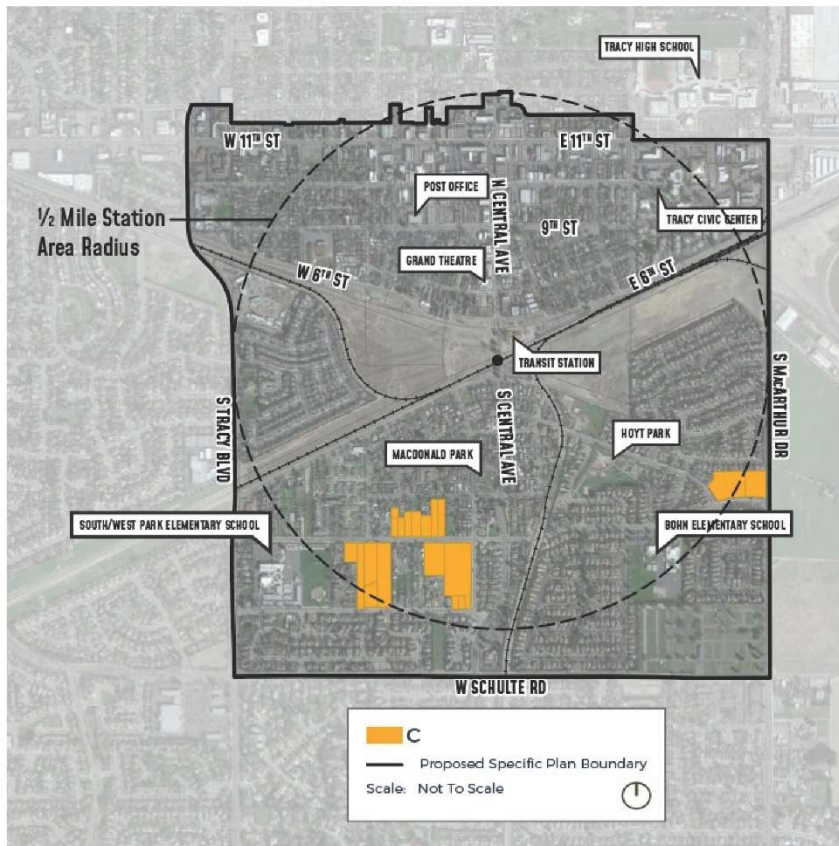 TRACY HIGH SCHOOL
W 11TH ST
E 11TH ST
POST OFFICE
N CENTRAL AVE
½ Mile Station
Area Radius
9TH ST
TRACY CIVIC CENTER
GRAND THEATRE
W 6TH ST
E 6TH ST
TRANSIT STATION
S TRACY BLVD
S CENTRAL AVE
S MACARTHUR DR
HOYT PARK
MACDONALD PARK
SOUTH/WEST PARK ELEMENTARY SCHOOL
BOHN ELEMENTARY SCHOOL
W SCHULTE RD
C
Proposed Specific Plan Boundary
Scale: Not To Scale